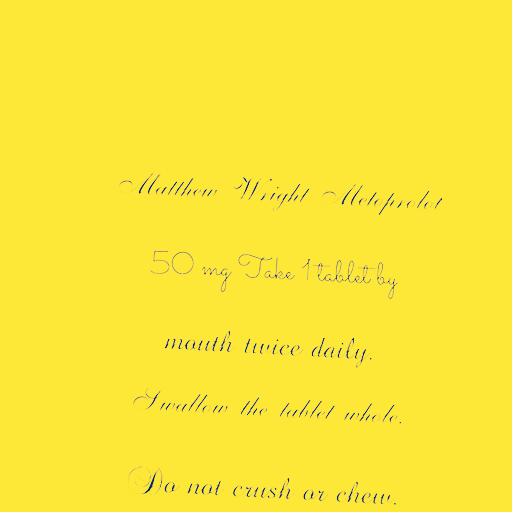 Matthew Wright Metoprolol
50 mg Take 1 tablet by
mouth twice daily.
Swallow the tablet whole.
Do not crush or chew.